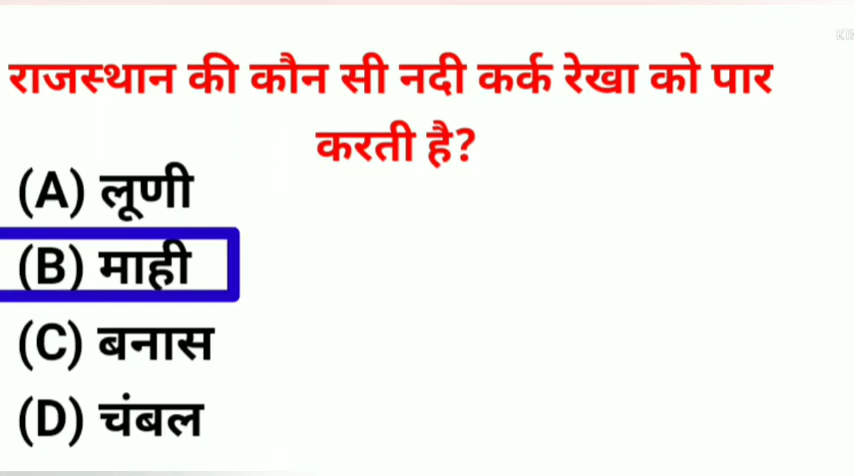 राजस्थान की कौन सी नदी कर्क रेखा को पार
करती है?
(A) लूणी
(B) माही
(C) बनास
(D) चंबल